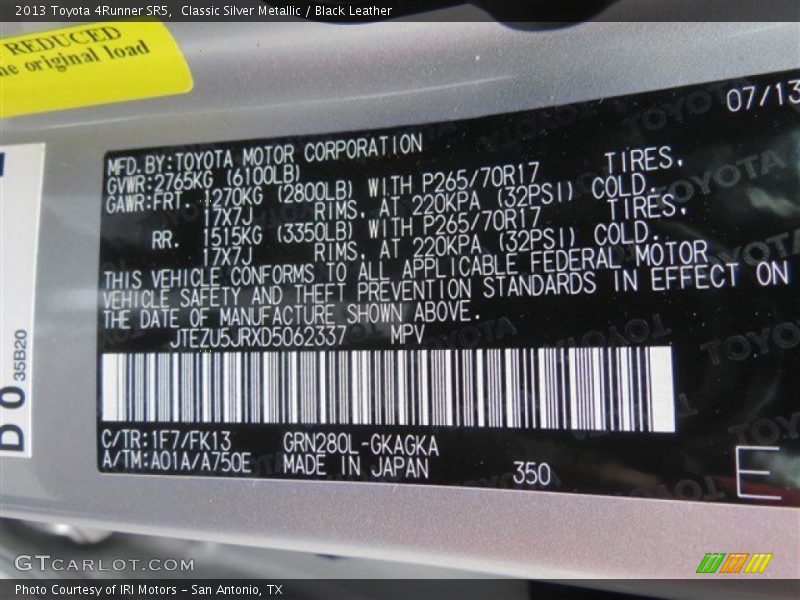 2013 Toyota 4Runner SR5,  Classic Silver Metallic / Black Leather
REDUCED
he original load
07/13
MFD.BY:TOYOTA MOTOR CORPORATION
GVWR:2765KG (6100LB)
GAWR:FRT. 1270KG (2800LB) WITH P265/70R17 TIRES,
17X7J RIMS, AT 220KPA (32PSI) COLD.
RR. 1515KG (3350LB) WITH P265/70R17 TIRES,
17X7J RIMS, AT 220KPA (32PSI) COLD.
THIS VEHICLE CONFORMS TO ALL APPLICABLE FEDERAL MOTOR
VEHICLE SAFETY AND THEFT PREVENTION STANDARDS IN EFFECT ON
THE DATE OF MANUFACTURE SHOWN ABOVE.
JTEZU5JRXD5062337 MPV
C/TR:1F7/FK13 GRN280L-GKAGKA
A/TM:A01A/A750E MADE IN JAPAN 350
E
D 0 35B20
GTCARLOT.COM
Photo Courtesy of IRI Motors – San Antonio, TX